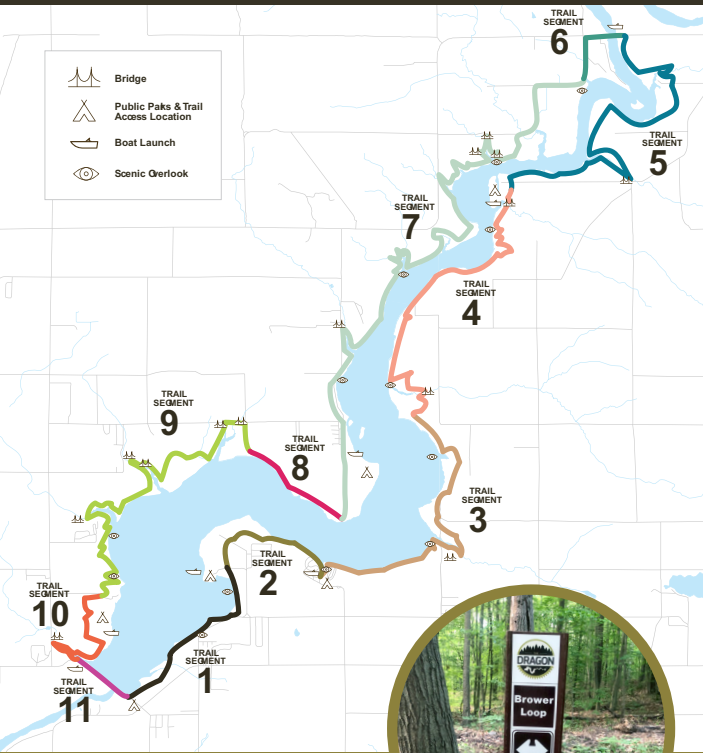 Bridge
Public Parks & Trail
Access Location
Boat Launch
Scenic Overlook
TRAIL
SEGMENT
6
TRAIL
SEGMENT
5
TRAIL
SEGMENT
7
TRAIL
SEGMENT
4
TRAIL
SEGMENT
9
TRAIL
SEGMENT
8
TRAIL
SEGMENT
3
TRAIL
SEGMENT
2
TRAIL
SEGMENT
10
TRAIL
SEGMENT
1
TRAIL
SEGMENT
11
DRAGON
Brower
Loop